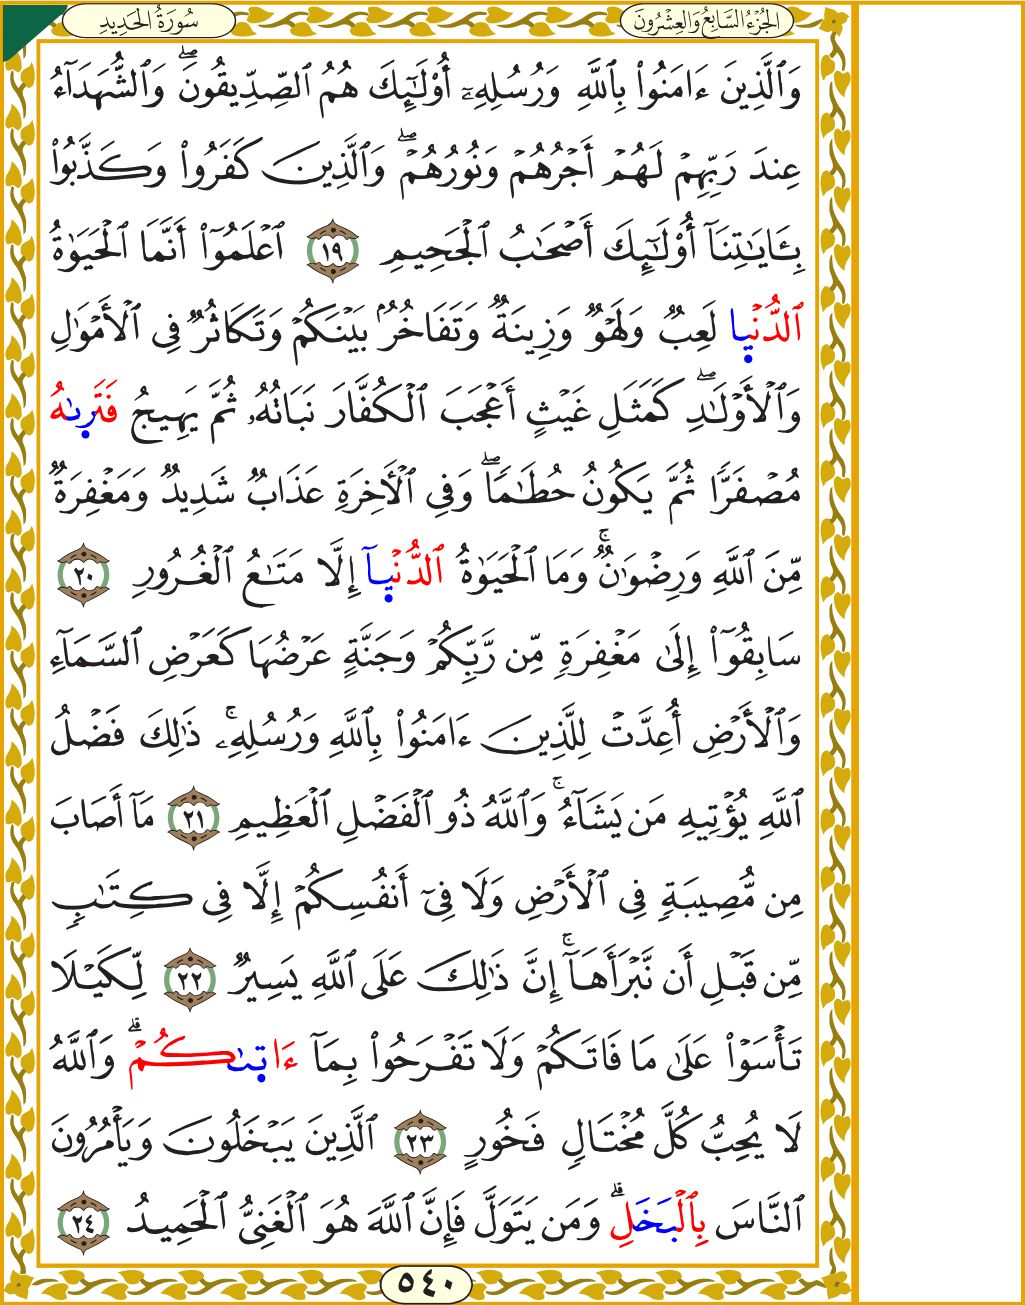 سُورَةُ الحَدِيدِ
الجُزْءُ السَّابِعُ وَالعِشْرُونَ
وَٱلَّذِينَ ءَامَنُوا۟ بِٱللَّهِ وَرُسُلِهِۦٓ أُو۟لَـٰٓئِكَ هُمُ ٱلصِّدِّيقُونَ ۖ وَٱلشُّهَدَآءُ
عِندَ رَبِّهِمْ لَهُمْ أَجْرُهُمْ وَنُورُهُمْ ۖ وَٱلَّذِينَ كَفَرُوا۟ وَكَذَّبُوا۟
بِـَٔايَـٰتِنَآ أُو۟لَـٰٓئِكَ أَصْحَـٰبُ ٱلْجَحِيمِ ١٩ ٱعْلَمُوٓا۟ أَنَّمَا ٱلْحَيَوٰةُ
ٱلدُّنْيا لَعِبٌ وَلَهْوٌ وَزِينَةٌ وَتَفَاخُرٌۢ بَيْنَكُمْ وَتَكَاثُرٌ فِى ٱلْأَمْوَٰلِ
وَٱلْأَوْلَـٰدِ ۖ كَمَثَلِ غَيْثٍ أَعْجَبَ ٱلْكُفَّارَ نَبَاتُهُۥ ثُمَّ يَهِيجُ فَتَرىٰهُ
مُصْفَرًّا ثُمَّ يَكُونُ حُطَـٰمًا ۖ وَفِى ٱلْأَخِرَةِ عَذَابٌ شَدِيدٌ وَمَغْفِرَةٌ
مِّنَ ٱللَّهِ وَرِضْوَٰنٌ ۚ وَمَا ٱلْحَيَوٰةُ ٱلدُّنْيآ إِلَّا مَتَـٰعُ ٱلْغُرُورِ ٢٠
سَابِقُوٓا۟ إِلَىٰ مَغْفِرَةٍ مِّن رَّبِّكُمْ وَجَنَّةٍ عَرْضُهَا كَعَرْضِ ٱلسَّمَآءِ
وَٱلْأَرْضِ أُعِدَّتْ لِلَّذِينَ ءَامَنُوا۟ بِٱللَّهِ وَرُسُلِهِۦ ۚ ذَٰلِكَ فَضْلُ
ٱللَّهِ يُؤْتِيهِ مَن يَشَآءُ ۚ وَٱللَّهُ ذُو ٱلْفَضْلِ ٱلْعَظِيمِ ٢١ مَآ أَصَابَ
مِن مُّصِيبَةٍ فِى ٱلْأَرْضِ وَلَا فِىٓ أَنفُسِكُمْ إِلَّا فِى كِتَـٰبٍ
مِّن قَبْلِ أَن نَّبْرَأَهَآ ۚ إِنَّ ذَٰلِكَ عَلَى ٱللَّهِ يَسِيرٌ ٢٢ لِّكَيْلَا
تَأْسَوْا۟ عَلَىٰ مَا فَاتَكُمْ وَلَا تَفْرَحُوا۟ بِمَآ ءَاتىٰكُمْ ۗ وَٱللَّهُ
لَا يُحِبُّ كُلَّ مُخْتَالٍ فَخُورٍ ٢٣ ٱلَّذِينَ يَبْخَلُونَ وَيَأْمُرُونَ
ٱلنَّاسَ بِٱلْبَخَلِ ۗ وَمَن يَتَوَلَّ فَإِنَّ ٱللَّهَ هُوَ ٱلْغَنِىُّ ٱلْحَمِيدُ ٢٤
٥٤٠